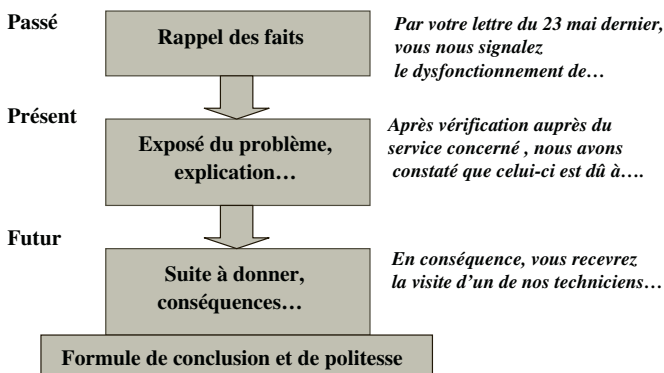 Passé
Rappel des faits
Par votre lettre du 23 mai dernier,
vous nous signalez
le dysfonctionnement de…
Présent
Exposé du problème,
explication…
Après vérification auprès du
service concerné , nous avons
constaté que celui-ci est dû à….
Futur
Suite à donner,
conséquences…
En conséquence, vous recevrez
la visite d’un de nos techniciens…
Formule de conclusion et de politesse